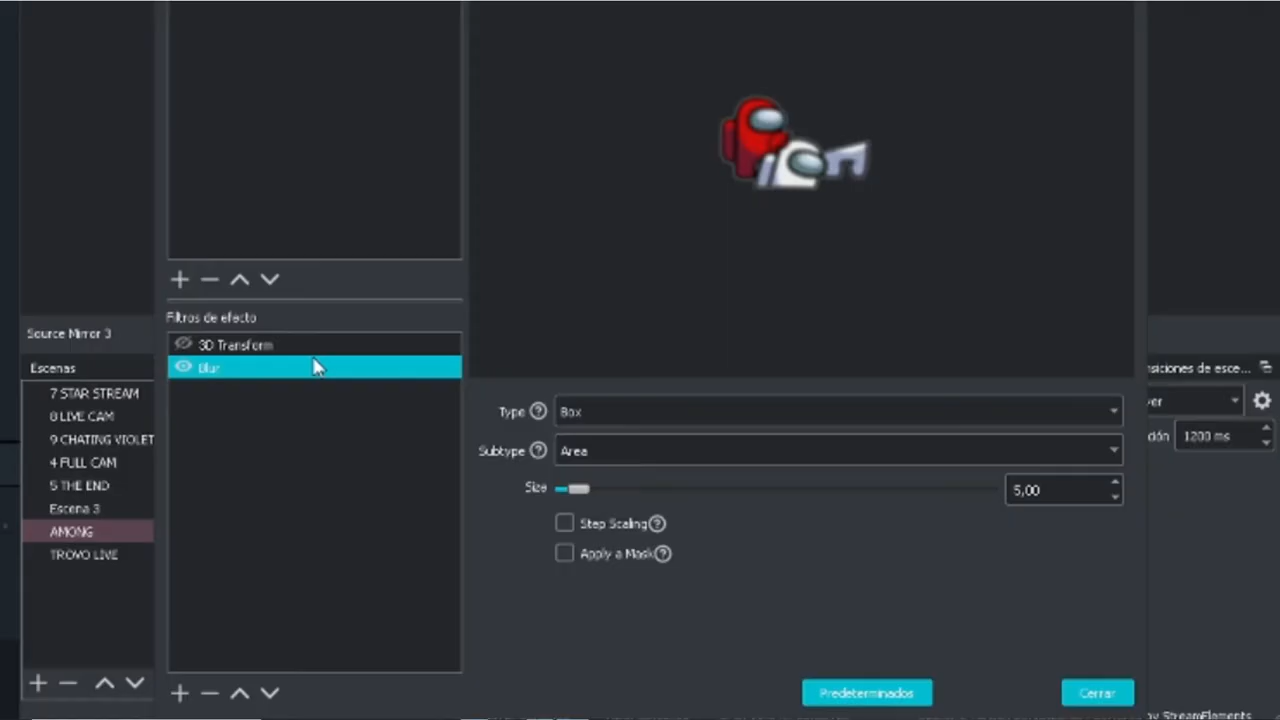 Filtros de efecto
3D Transform
Blur
Source Mirror 3
Escenas
7 STAR STREAM
8 LIVE CAM
9 CHATING VIOLET
4 FULL CAM
5 THE END
Escena 3
AMONG
TROVO LIVE
Type
Box
Subtype
Area
Size
5,00
Step Scaling
Apply a Mask
Predeterminados
Cerrar
nsiciones de esce...
ver
ción
1200 ms
by StreamElements